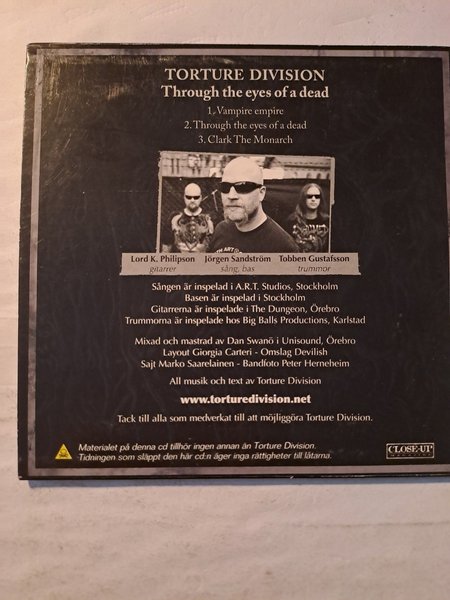 TORTURE DIVISION
Through the eyes of a dead
1. Vampire empire
2. Through the eyes of a dead
3. Clark The Monarch
Lord K. Philipson Jörgen Sandström Tobben Gustafsson
gitarrer sång, bas trummor
Sången är inspelad i A.R.T. Studios, Stockholm
Basen är inspelad i Stockholm
Gitarrerna är inspelade i The Dungeon, Örebro
Trummorna är inspelade hos Big Balls Productions, Karlstad
Mixad och mastrad av Dan Swanö i Unisound, Örebro
Layout Giorgia Carteri - Omslag Devilish
Sajt Marko Saarelainen - Bandfoto Peter Herneheim
All musik och text av Torture Division
www.torturedivision.net
Tack till alla som medverkat till att möjliggöra Torture Division.
Materialet på denna cd tillhör ingen annan än Torture Division.
Tidningen som släppt den här cd:n äger inga rättigheter till låtarna.
CLOSE-UP